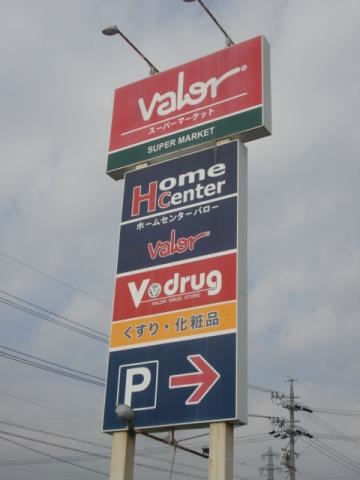 Valor®
スーパーマーケット
SUPER MARKET
Home
Center
ホームセンターバロー
Valor
V drug
VALOR DRUG STORE
くすり・化粧品
P